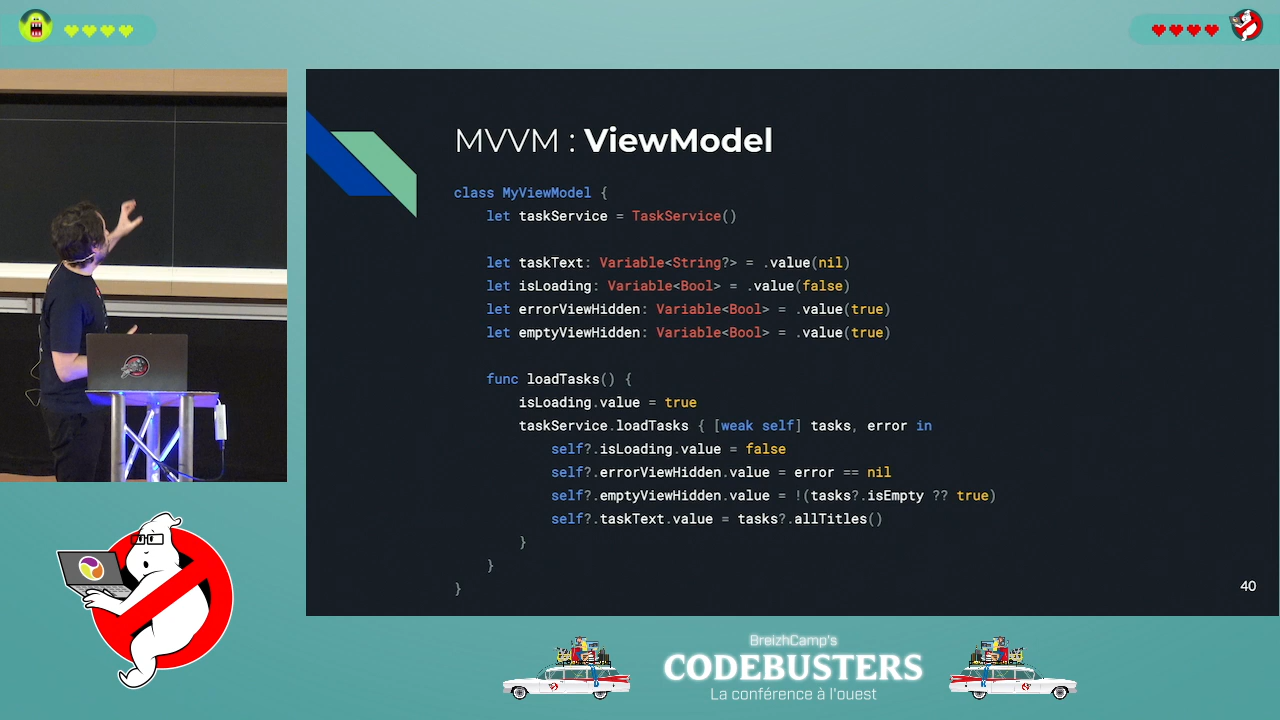 MVVM : ViewModel
class MyViewModel {
    let taskService = TaskService()
    let taskText: Variable<String?> = .value(nil)
    let isLoading: Variable<Bool> = .value(false)
    let errorViewHidden: Variable<Bool> = .value(true)
    let emptyViewHidden: Variable<Bool> = .value(true)
    func loadTasks() {
        isLoading.value = true
        taskService.loadTasks { [weak self] tasks, error in
            self?.isLoading.value = false
            self?.errorViewHidden.value = error == nil
            self?.emptyViewHidden.value = !(tasks?.isEmpty ?? true)
            self?.taskText.value = tasks?.allTitles()
        }
    }
}
40
BreizhCamp's
CODEBUSTERS
La conférence à l'ouest